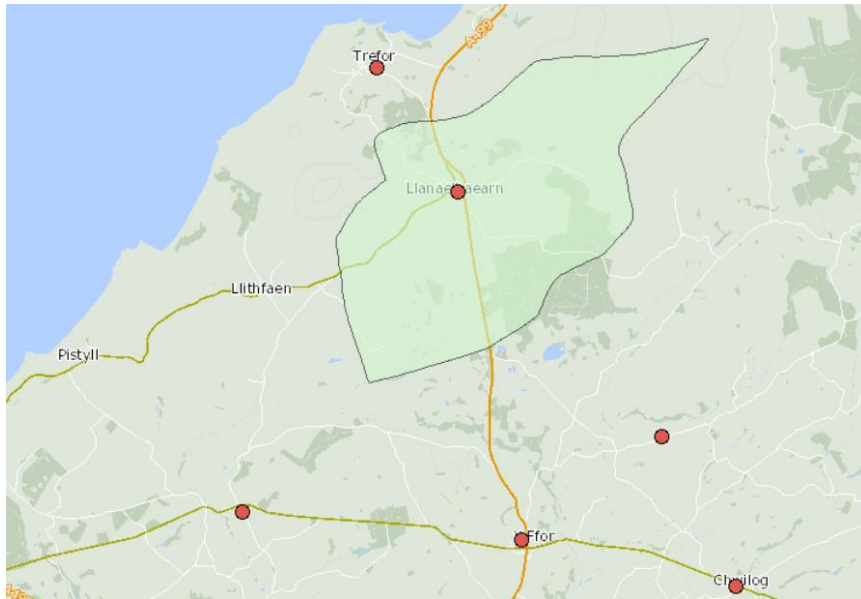 A499
Trefor
Llanaelhaearn
Llithfaen
Pistyll
Y Ffor
Chwilog